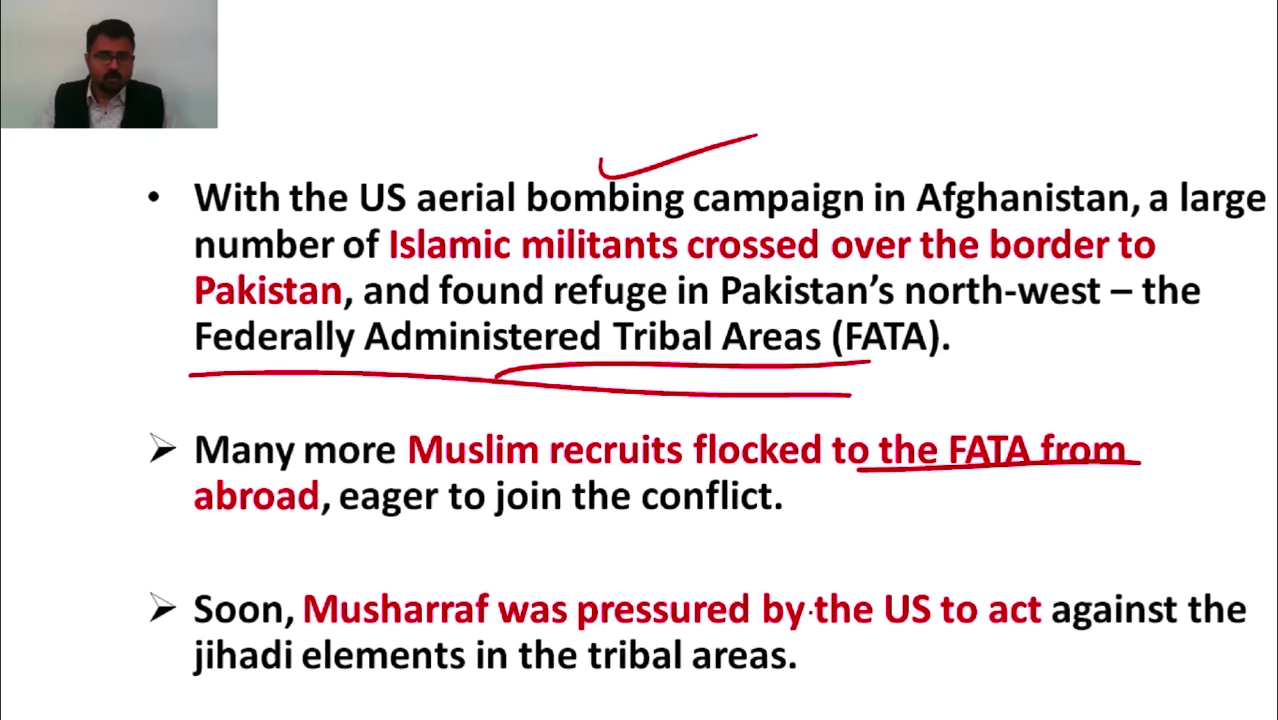 • With the US aerial bombing campaign in Afghanistan, a large
number of Islamic militants crossed over the border to
Pakistan, and found refuge in Pakistan’s north-west – the
Federally Administered Tribal Areas (FATA).
➢ Many more Muslim recruits flocked to the FATA from
abroad, eager to join the conflict.
➢ Soon, Musharraf was pressured by the US to act against the
jihadi elements in the tribal areas.